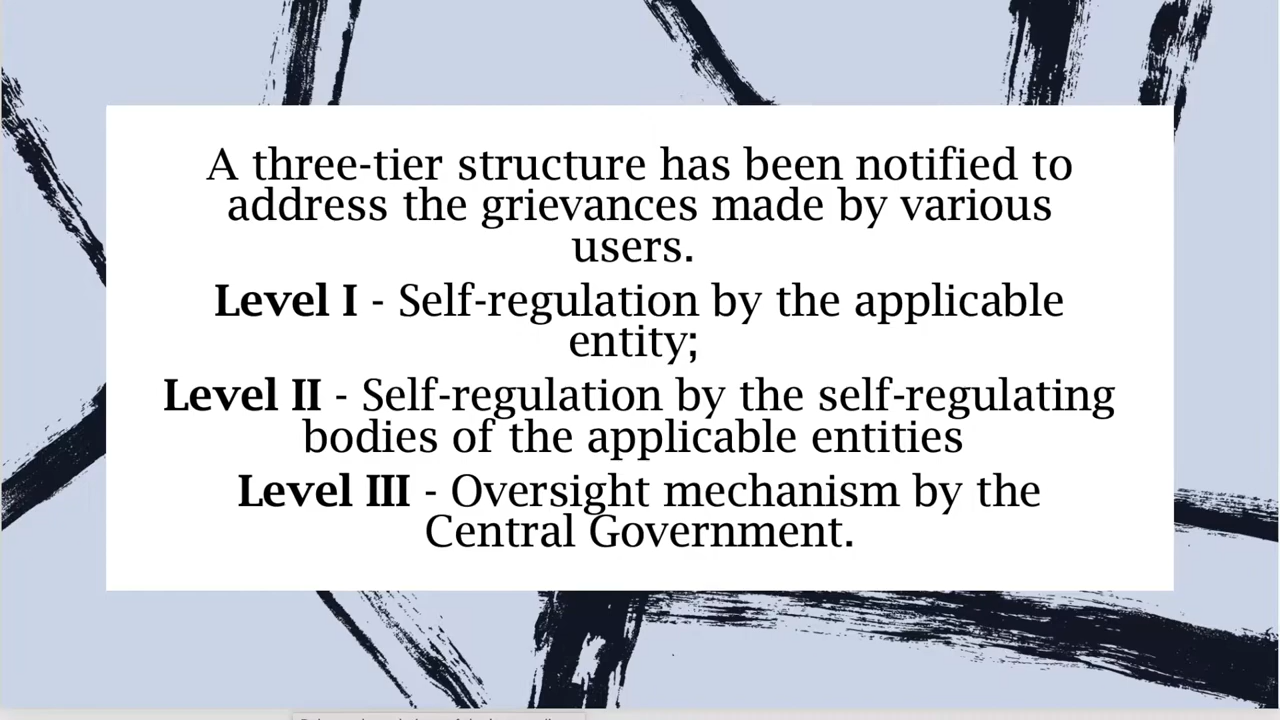 A three-tier structure has been notified to
address the grievances made by various
users.
Level I - Self-regulation by the applicable
entity;
Level II - Self-regulation by the self-regulating
bodies of the applicable entities
Level III - Oversight mechanism by the
Central Government.